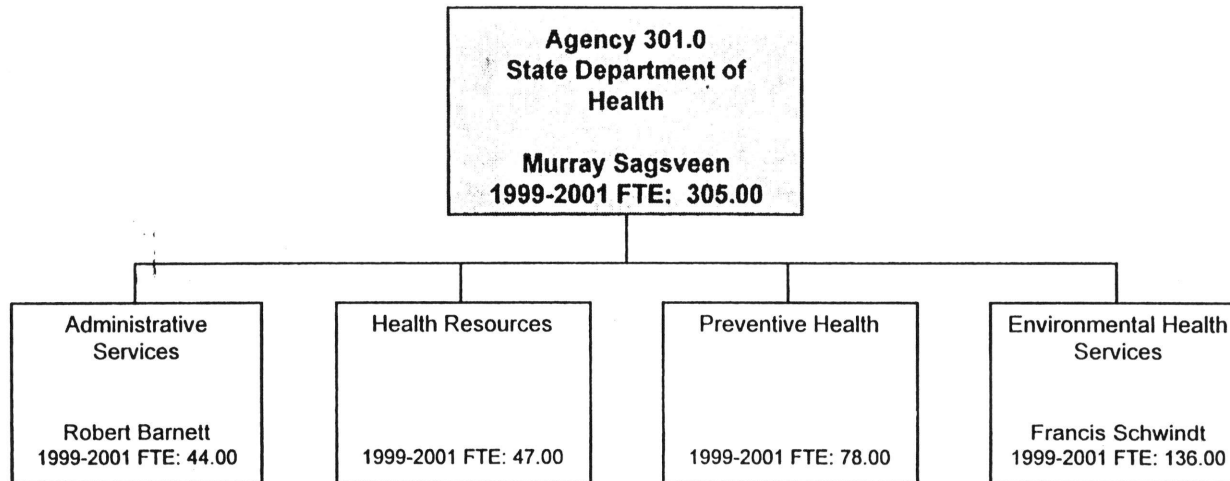 Agency 301.0
State Department of
Health
Murray Sagsveen
1999-2001 FTE: 305.00
Administrative
Services
Robert Barnett
1999-2001 FTE: 44.00
Health Resources
1999-2001 FTE: 47.00
Preventive Health
1999-2001 FTE: 78.00
Environmental Health
Services
Francis Schwindt
1999-2001 FTE: 136.00